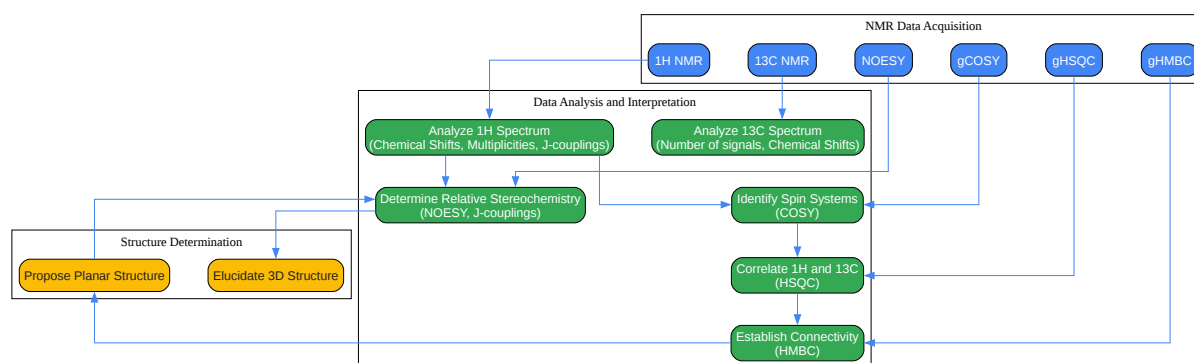 NMR Data Acquisition
1H NMR
13C NMR
NOESY
gCOSY
gHSQC
gHMBC
Data Analysis and Interpretation
Analyze 1H Spectrum
(Chemical Shifts, Multiplicities, J-couplings)
Analyze 13C Spectrum
(Number of signals, Chemical Shifts)
Determine Relative Stereochemistry
(NOESY, J-couplings)
Identify Spin Systems
(COSY)
Structure Determination
Propose Planar Structure
Elucidate 3D Structure
Correlate 1H and 13C
(HSQC)
Establish Connectivity
(HMBC)